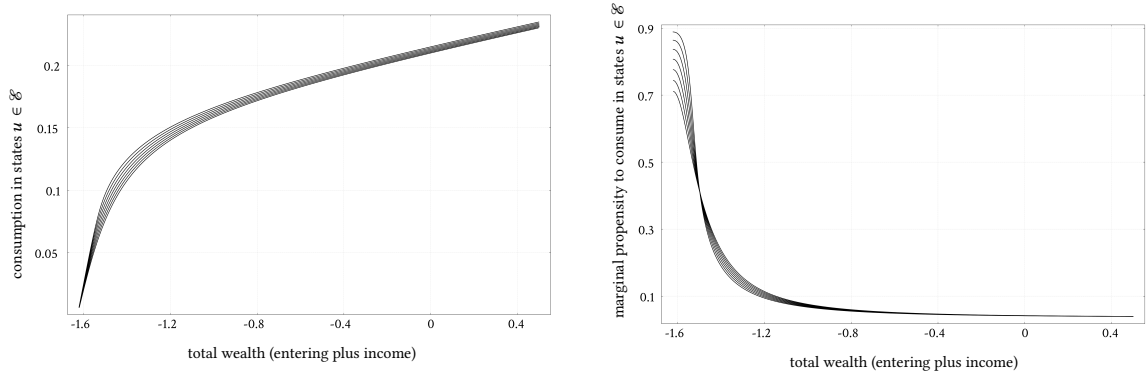 consumption in states u ∈ ℰ
0.2
0.15
0.1
0.05
-1.6 -1.2 -0.8 -0.4 0 0.4
total wealth (entering plus income)
marginal propensity to consume in states u ∈ ℰ
0.9
0.7
0.5
0.3
0.1
-1.6 -1.2 -0.8 -0.4 0 0.4
total wealth (entering plus income)